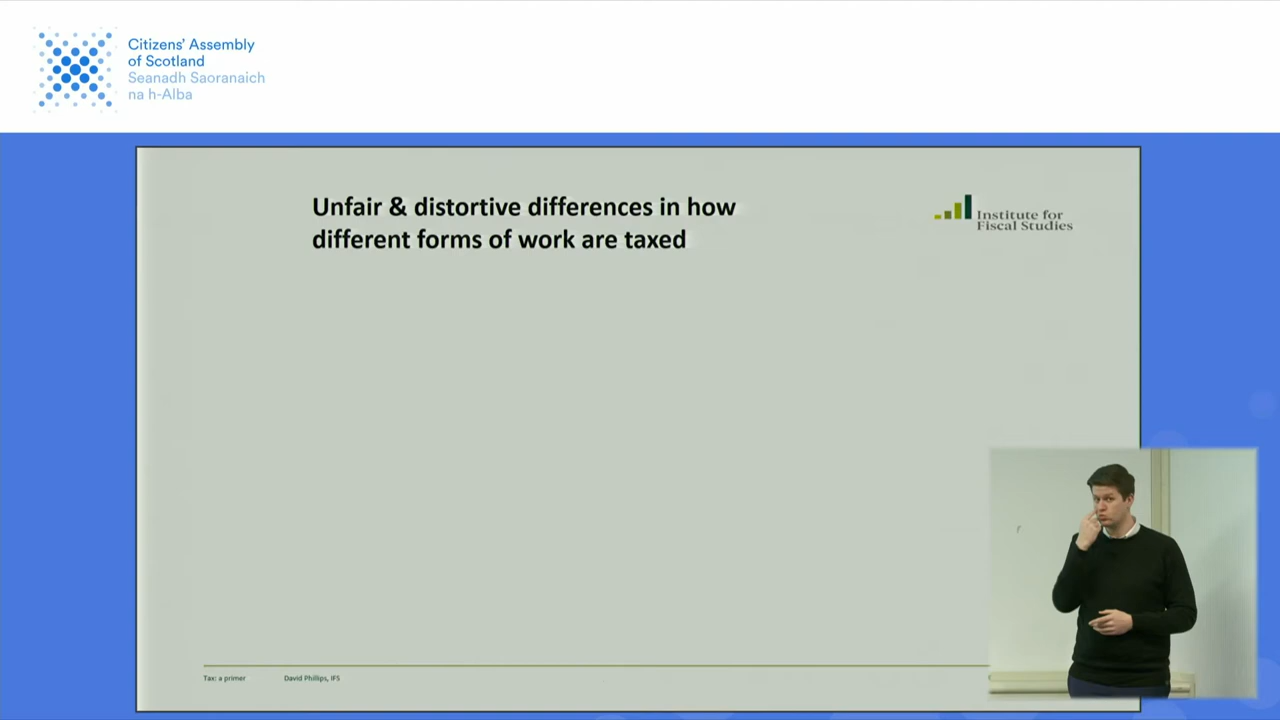 Citizens' Assembly
of Scotland
Seanadh Saoranaich
na h-Alba
Unfair & distortive differences in how
different forms of work are taxed
Institute for
Fiscal Studies
Tax: a primer
David Phillips, IFS